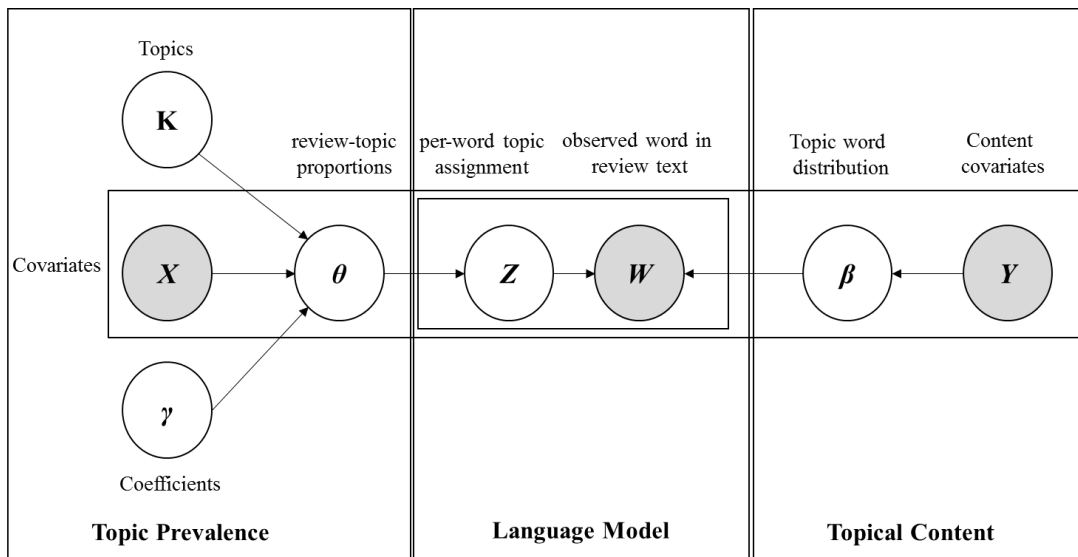 Topics
K
review-topic
proportions
per-word topic
assignment
observed word in
review text
Topic word
distribution
Content
covariates
Covariates
X
θ
Z
W
β
Y
γ
Coefficients
Topic Prevalence
Language Model
Topical Content